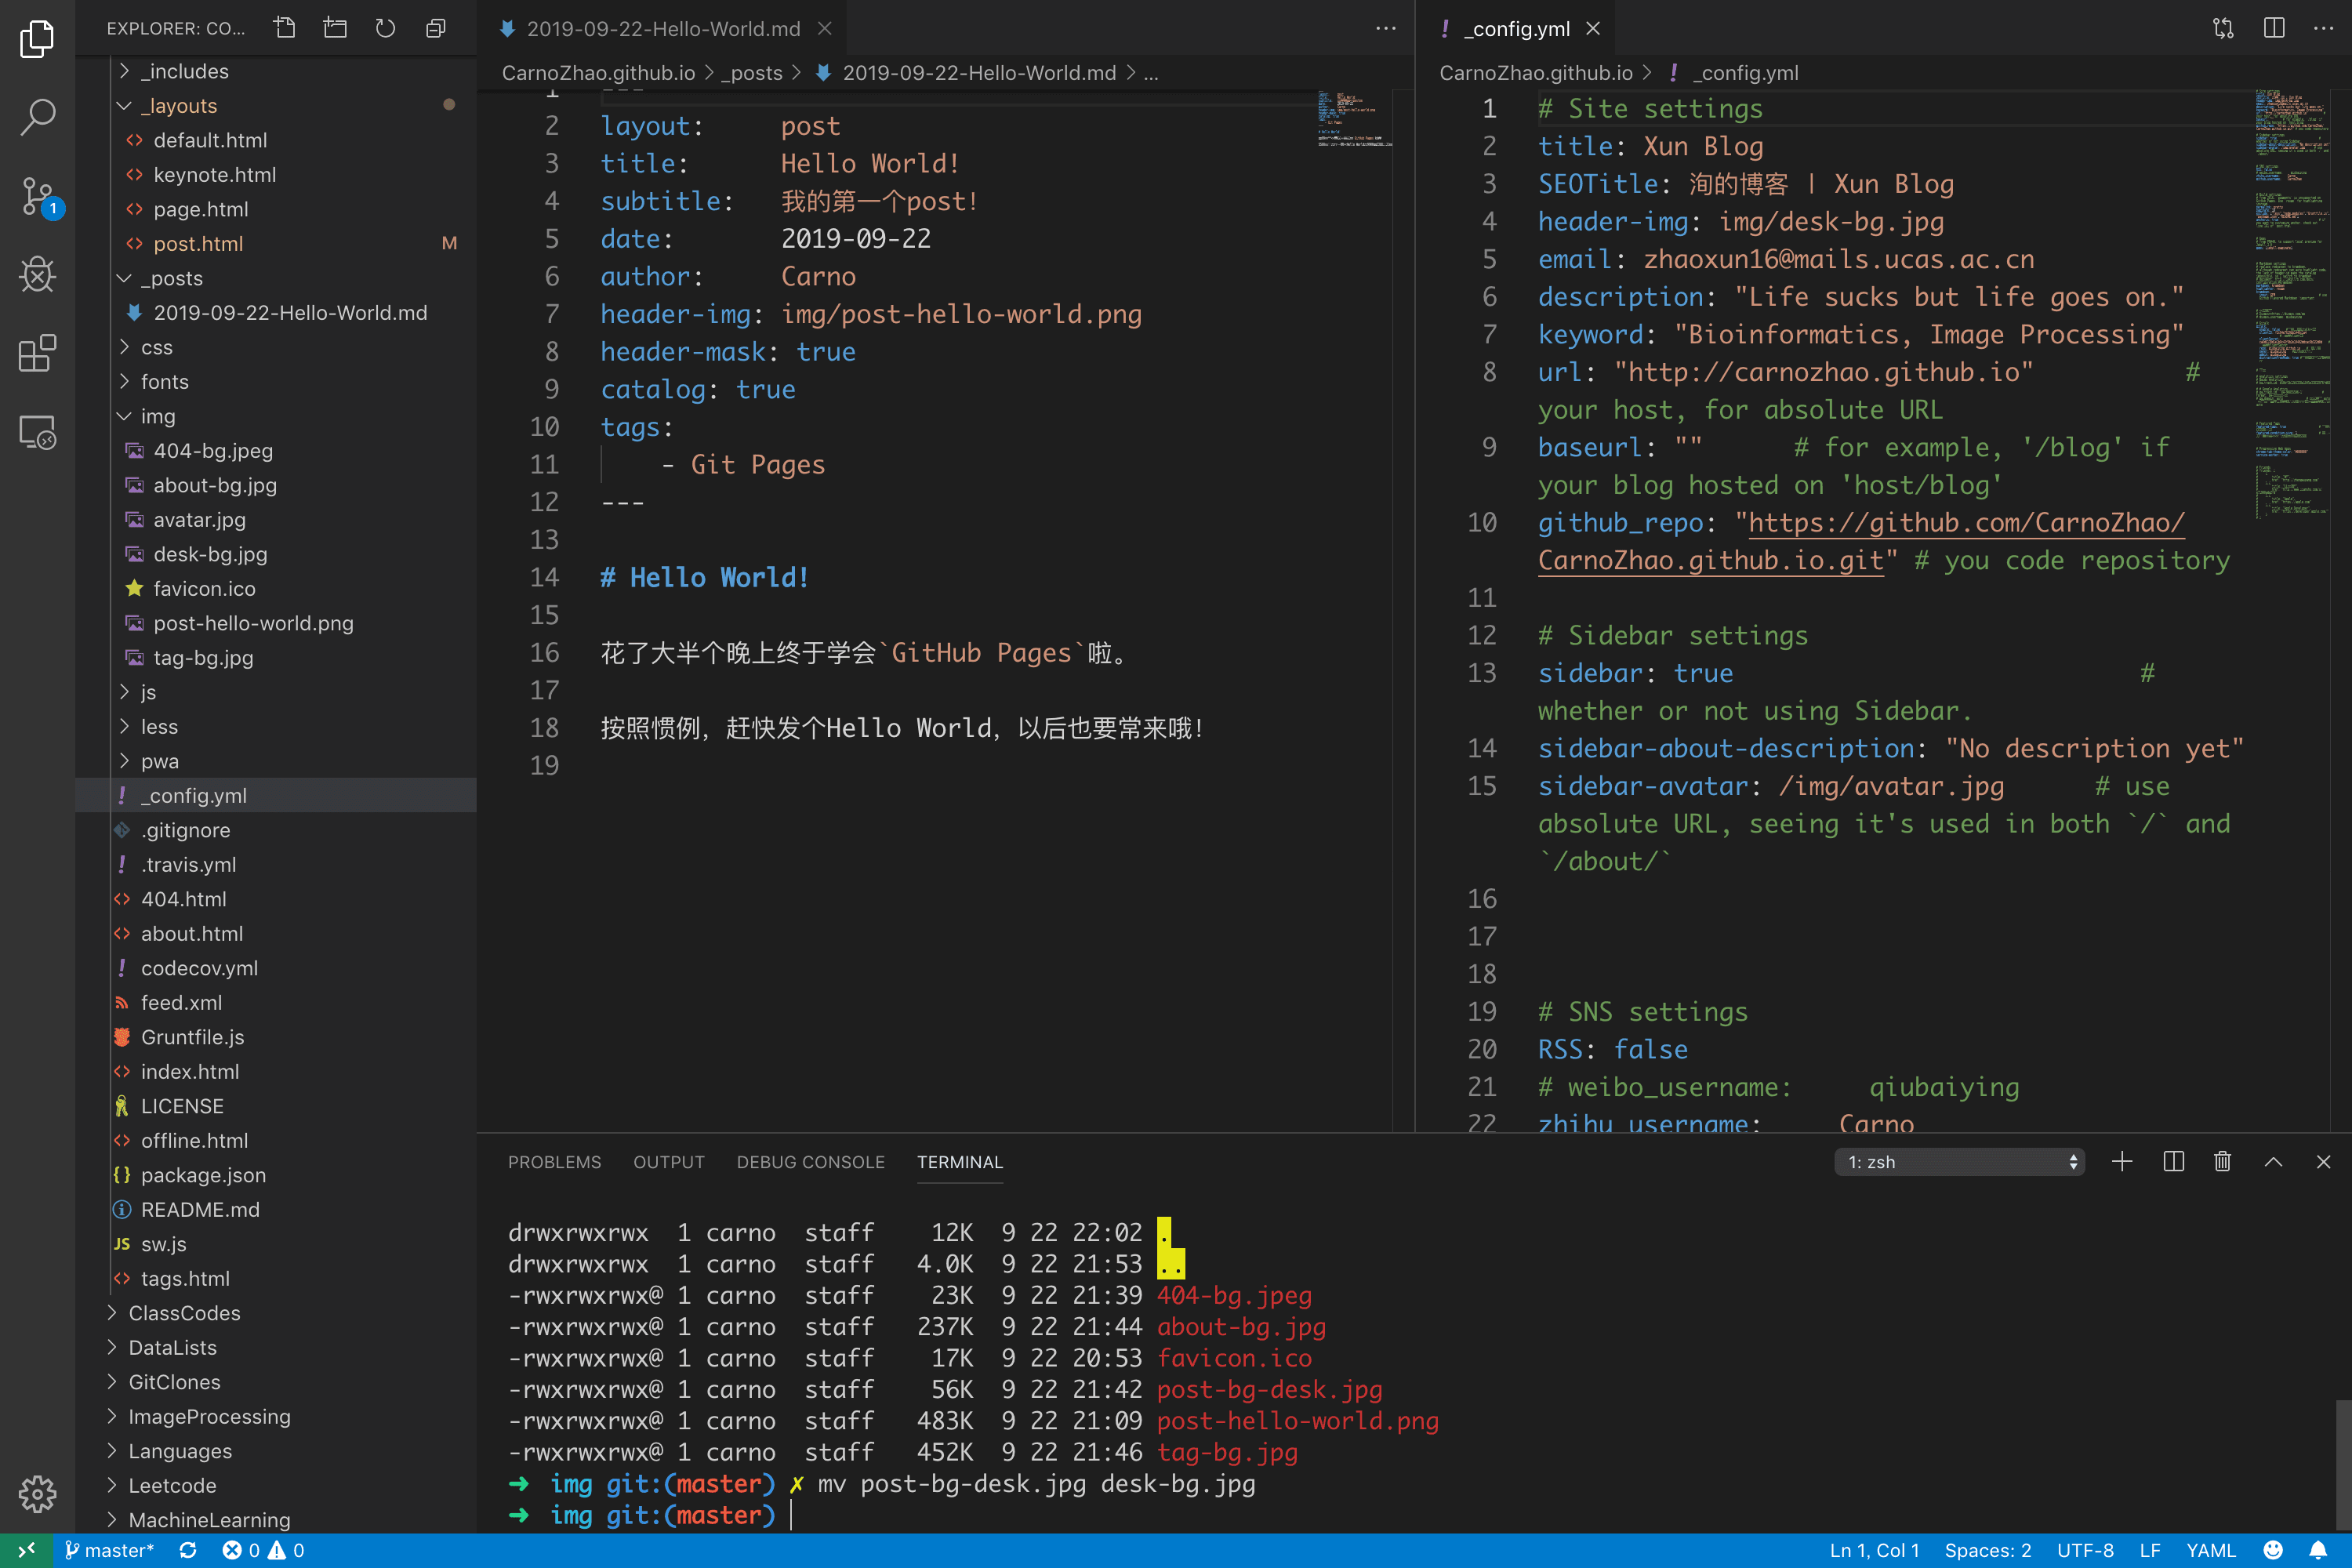 EXPLORER: CO...
_includes
_layouts
default.html
keynote.html
page.html
post.html M
_posts
2019-09-22-Hello-World.md
css
fonts
img
404-bg.jpeg
about-bg.jpg
avatar.jpg
desk-bg.jpg
favicon.ico
post-hello-world.png
tag-bg.jpg
js
less
pwa
_config.yml
.gitignore
.travis.yml
404.html
about.html
codecov.yml
feed.xml
Gruntfile.js
index.html
LICENSE
offline.html
package.json
README.md
sw.js
tags.html
ClassCodes
DataLists
GitClones
ImageProcessing
Languages
Leetcode
MachineLearning
1
2019-09-22-Hello-World.md
CarnoZhao.github.io > _posts > 2019-09-22-Hello-World.md > ...
1 ---
2 layout: post
3 title: Hello World!
4 subtitle: 我的第一个post!
5 date: 2019-09-22
6 author: Carno
7 header-img: img/post-hello-world.png
8 header-mask: true
9 catalog: true
10 tags:
11 - Git Pages
12 ---
13
14 # Hello World!
15
16 花了大半个晚上终于学会`GitHub Pages`啦。
17
18 按照惯例，赶快发个Hello World，以后也要常来哦!
19
_config.yml
CarnoZhao.github.io > _config.yml
1 # Site settings
2 title: Xun Blog
3 SEOTitle: 洵的博客 | Xun Blog
4 header-img: img/desk-bg.jpg
5 email: zhaoxun16@mails.ucas.ac.cn
6 description: "Life sucks but life goes on."
7 keyword: "Bioinformatics, Image Processing"
8 url: "http://carnozhao.github.io" #
your host, for absolute URL
9 baseurl: "" # for example, '/blog' if
your blog hosted on 'host/blog'
10 github_repo: "https://github.com/CarnoZhao/
CarnoZhao.github.io.git" # you code repository
11
12 # Sidebar settings
13 sidebar: true #
whether or not using Sidebar.
14 sidebar-about-description: "No description yet"
15 sidebar-avatar: /img/avatar.jpg # use
absolute URL, seeing it's used in both `/` and
`/about/`
16
17
18
19 # SNS settings
20 RSS: false
21 # weibo_username: qiubaiying
22 zhihu_username: Carno
PROBLEMS OUTPUT DEBUG CONSOLE TERMINAL
1: zsh
drwxrwxrwx 1 carno staff 12K 9 22 22:02 .
drwxrwxrwx 1 carno staff 4.0K 9 22 21:53 ..
-rwxrwxrwx@ 1 carno staff 23K 9 22 21:39 404-bg.jpeg
-rwxrwxrwx@ 1 carno staff 237K 9 22 21:44 about-bg.jpg
-rwxrwxrwx@ 1 carno staff 17K 9 22 20:53 favicon.ico
-rwxrwxrwx@ 1 carno staff 56K 9 22 21:42 post-bg-desk.jpg
-rwxrwxrwx@ 1 carno staff 483K 9 22 21:09 post-hello-world.png
-rwxrwxrwx@ 1 carno staff 452K 9 22 21:46 tag-bg.jpg
➜ img git:(master) ✗ mv post-bg-desk.jpg desk-bg.jpg
➜ img git:(master)
master* 0 0
Ln 1, Col 1 Spaces: 2 UTF-8 LF YAML